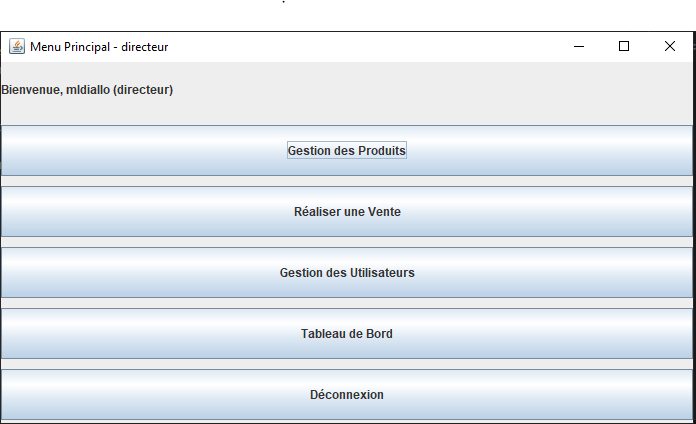 Menu Principal - directeur
Bienvenue, mldiallo (directeur)
Gestion des Produits
Réaliser une Vente
Gestion des Utilisateurs
Tableau de Bord
Déconnexion